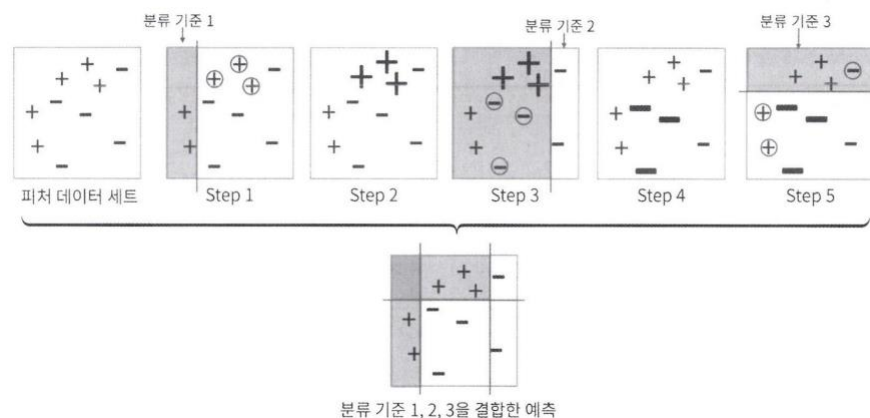 분류 기준 1
분류 기준 2
분류 기준 3
피처 데이터 세트
Step 1
Step 2
Step 3
Step 4
Step 5
분류 기준 1, 2, 3을 결합한 예측